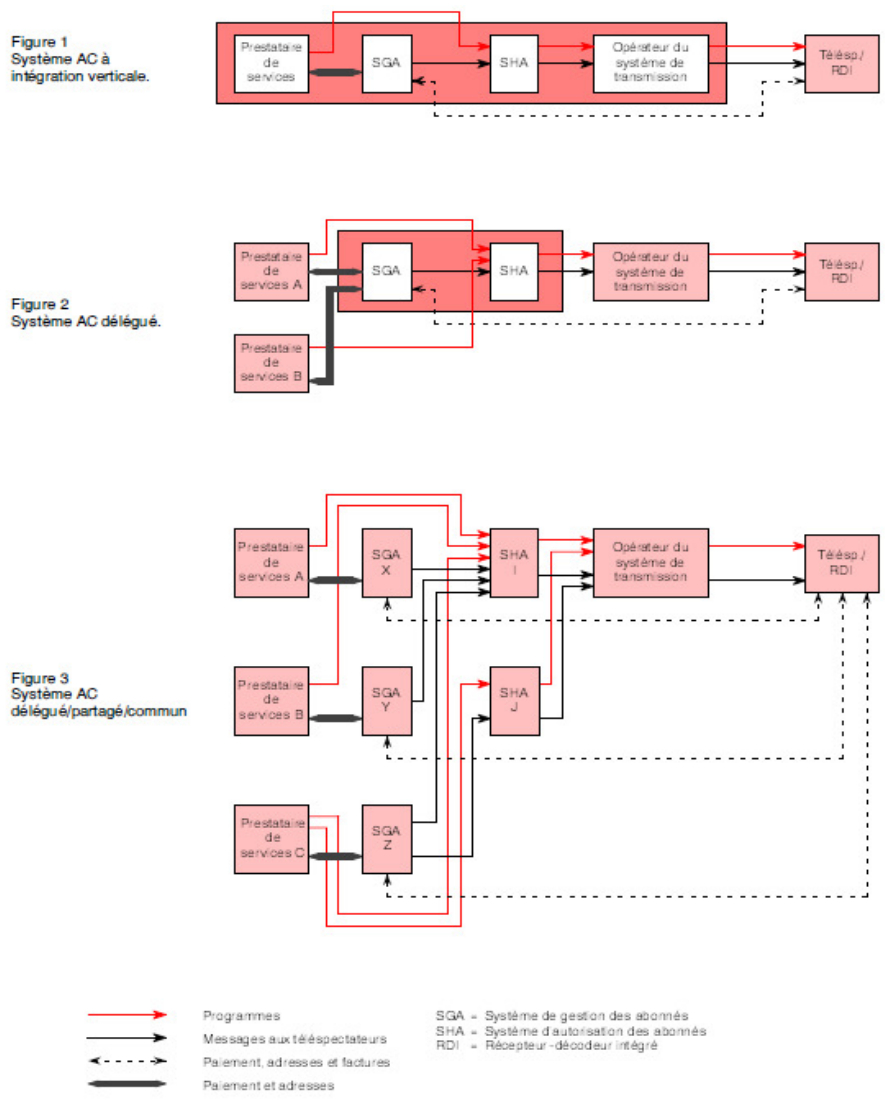 Figure 1
Système AC à
intégration verticale.
Prestataire
de
services
SGA
SHA
Opérateur du
système de
transmission
Télésp./
RDI
Figure 2
Système AC délégué.
Prestataire
de
services A
SGA
SHA
Opérateur du
système de
transmission
Télésp./
RDI
Prestataire
de
services B
Figure 3
Système AC
délégué/partagé/commun
Prestataire
de
services A
SGA
X
SHA
I
Opérateur du
système de
transmission
Télésp./
RDI
Prestataire
de
services B
SGA
Y
SHA
J
Prestataire
de
services C
SGA
Z
Programmes
Messages aux téléspectateurs
Paiement, adresses et factures
Paiement et adresses
SGA = Système de gestion des abonnés
SHA = Système d'autorisation des abonnés
RDI = Récepteur-décodeur intégré